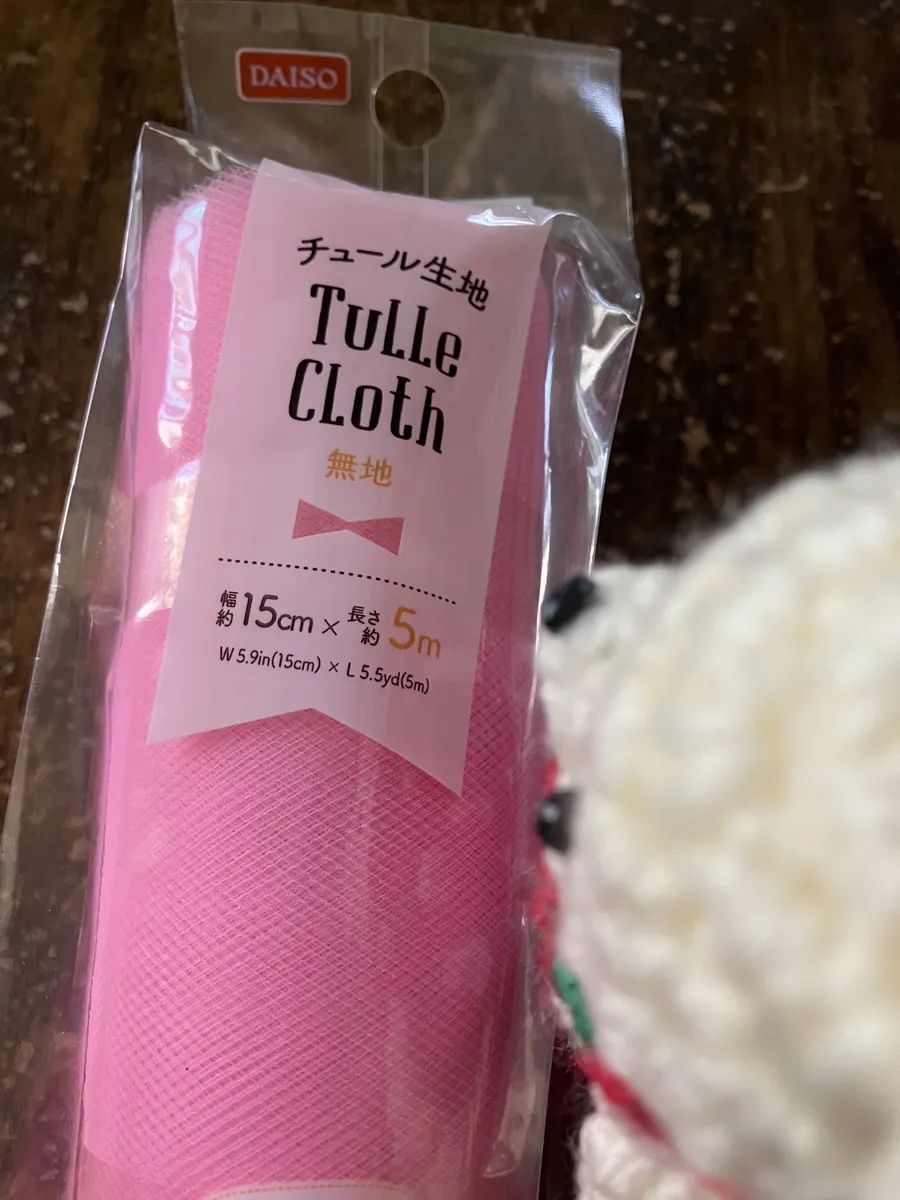 DAISO
チュール生地
Tulle
Cloth
無地
幅約15cm×長さ約5m
W 5.9in(15cm) × L 5.5yd(5m)